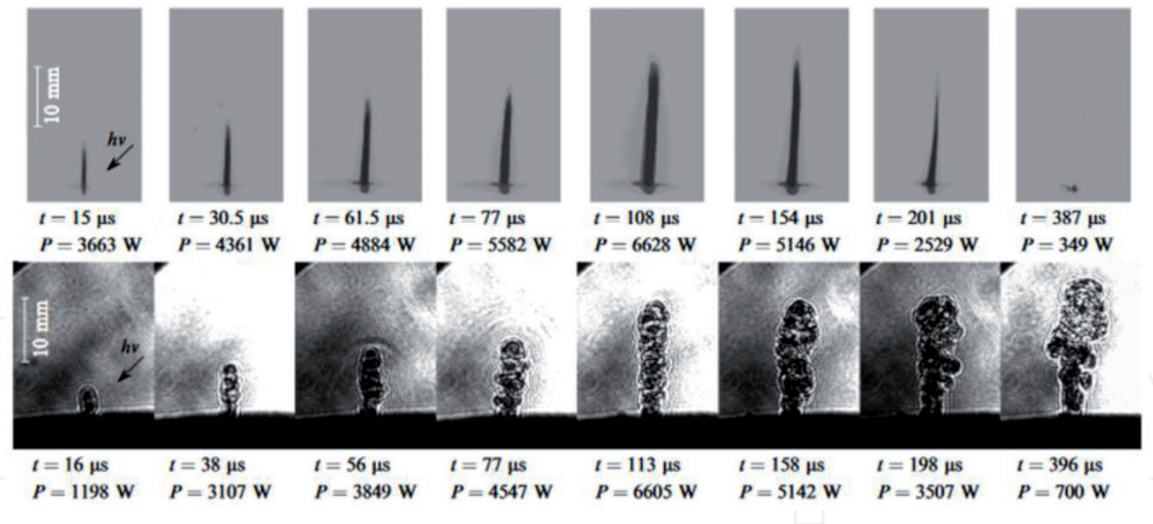 10 mm
hν
t = 15 μs
P = 3663 W
t = 30.5 μs
P = 4361 W
t = 61.5 μs
P = 4884 W
t = 77 μs
P = 5582 W
t = 108 μs
P = 6628 W
t = 154 μs
P = 5146 W
t = 201 μs
P = 2529 W
t = 387 μs
P = 349 W
10 mm
hν
t = 16 μs
P = 1198 W
t = 38 μs
P = 3107 W
t = 56 μs
P = 3849 W
t = 77 μs
P = 4547 W
t = 113 μs
P = 6605 W
t = 158 μs
P = 5142 W
t = 198 μs
P = 3507 W
t = 396 μs
P = 700 W